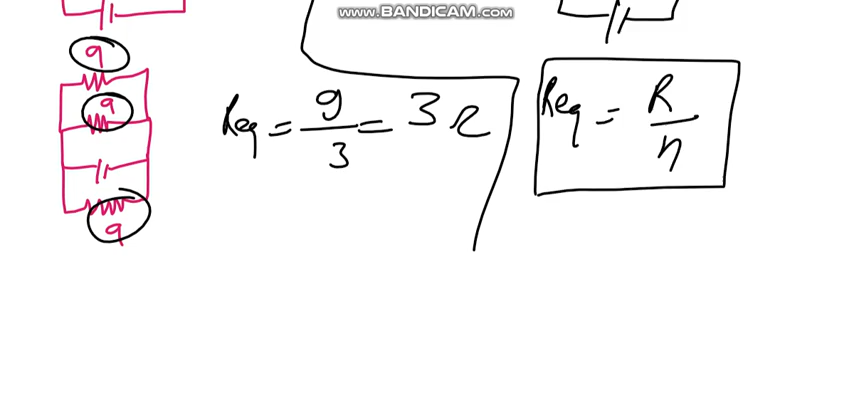 www.BANDICAM.com
9
9
9
Req = 9/3 = 3 Ω
Req = R/n